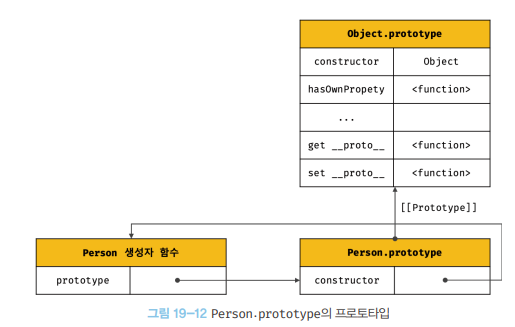 Object.prototype
constructor Object
hasOwnPropety <function>
...
get __proto__ <function>
set __proto__ <function>
[[Prototype]]
Person 생성자 함수
prototype
Person.prototype
constructor
그림 19-12 Person.prototype의 프로토타입